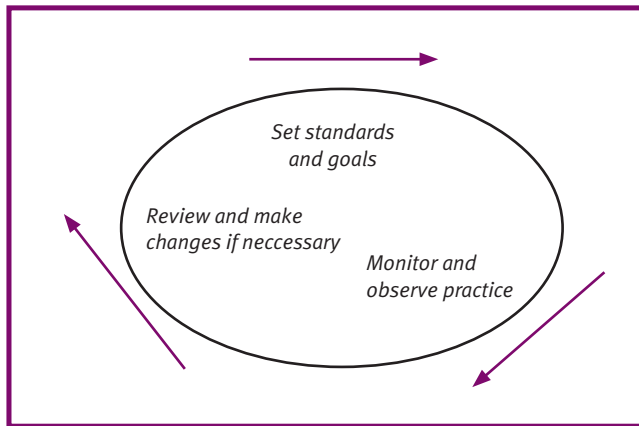 Set standards
and goals
Review and make
changes if neccessary
Monitor and
observe practice